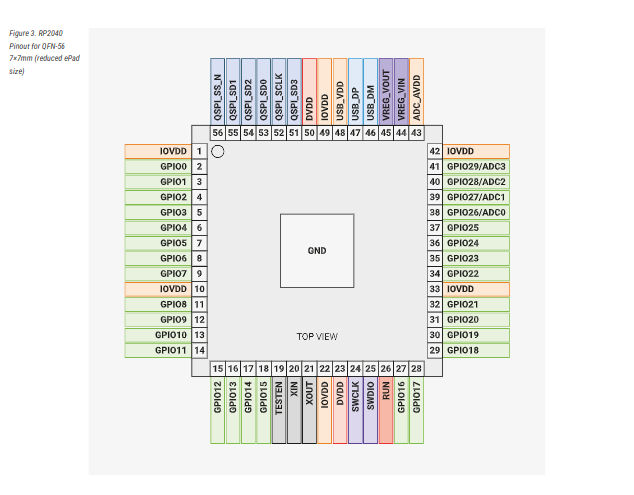 Figure 3. RP2040
Pinout for QFN-56
7×7mm (reduced ePad
size)
QSPI_SS_N
QSPI_SD1
QSPI_SD2
QSPI_SD0
QSPI_SCLK
QSPI_SD3
DVDD
IOVDD
USB_VDD
USB_DP
USB_DM
VREG_VOUT
VREG_VIN
ADC_AVDD
56 55 54 53 52 51 50 49 48 47 46 45 44 43
IOVDD 1
GPIO0 2
GPIO1 3
GPIO2 4
GPIO3 5
GPIO4 6
GPIO5 7
GPIO6 8
GPIO7 9
IOVDD 10
GPIO8 11
GPIO9 12
GPIO10 13
GPIO11 14
GND
TOP VIEW
42 IOVDD
41 GPIO29/ADC3
40 GPIO28/ADC2
39 GPIO27/ADC1
38 GPIO26/ADC0
37 GPIO25
36 GPIO24
35 GPIO23
34 GPIO22
33 IOVDD
32 GPIO21
31 GPIO20
30 GPIO19
29 GPIO18
15 16 17 18 19 20 21 22 23 24 25 26 27 28
GPIO12
GPIO13
GPIO14
GPIO15
TESTEN
XIN
XOUT
IOVDD
DVDD
SWCLK
SWDIO
RUN
GPIO16
GPIO17